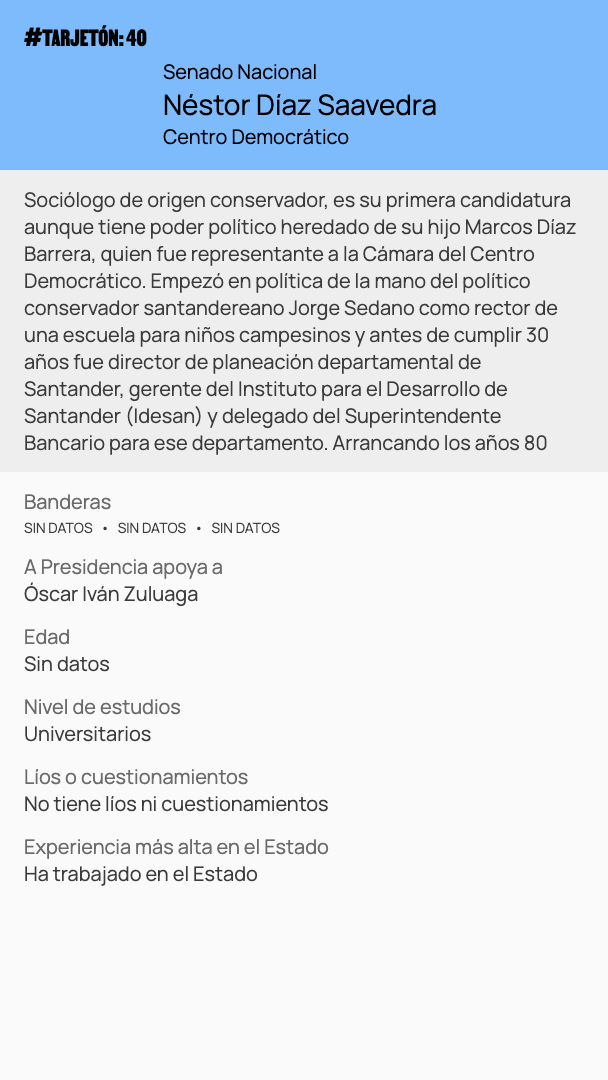 #TARJETÓN: 40
Senado Nacional
Néstor Díaz Saavedra
Centro Democrático
Sociólogo de origen conservador, es su primera candidatura
aunque tiene poder político heredado de su hijo Marcos Díaz
Barrera, quien fue representante a la Cámara del Centro
Democrático. Empezó en política de la mano del político
conservador santandereano Jorge Sedano como rector de
una escuela para niños campesinos y antes de cumplir 30
años fue director de planeación departamental de
Santander, gerente del Instituto para el Desarrollo de
Santander (Idesan) y delegado del Superintendente
Bancario para ese departamento. Arrancando los años 80
Banderas
SIN DATOS • SIN DATOS • SIN DATOS
A Presidencia apoya a
Óscar Iván Zuluaga
Edad
Sin datos
Nivel de estudios
Universitarios
Líos o cuestionamientos
No tiene líos ni cuestionamientos
Experiencia más alta en el Estado
Ha trabajado en el Estado